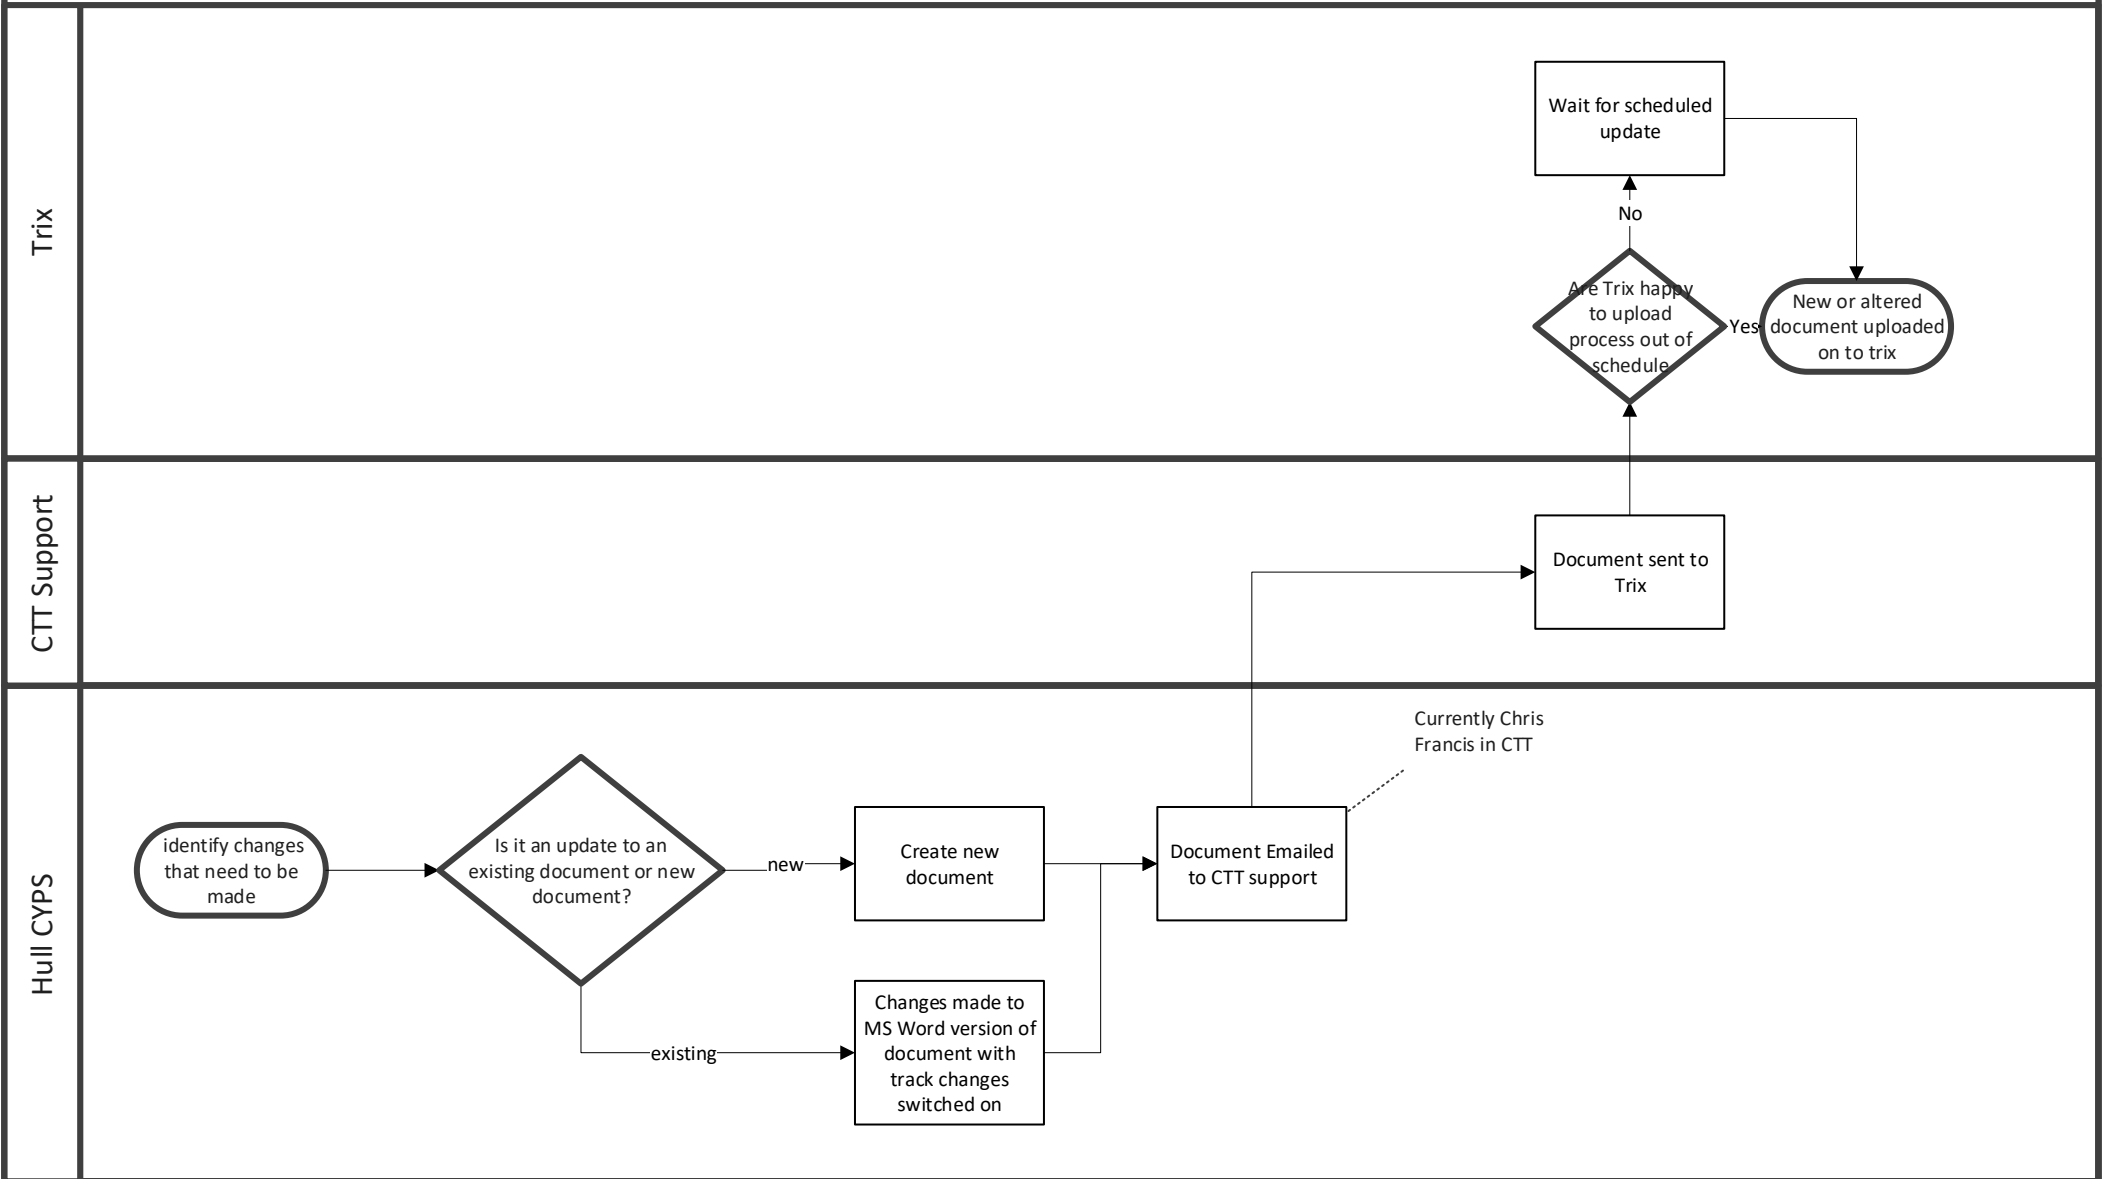 Trix
Wait for scheduled
update
No
Are Trix happy
to upload
process out of
schedule
Yes
New or altered
document uploaded
on to trix
CTT Support
Document sent to
Trix
Hull CYPS
identify changes
that need to be
made
Is it an update to an
existing document or new
document?
new
Create new
document
existing
Changes made to
MS Word version of
document with
track changes
switched on
Document Emailed
to CTT support
Currently Chris
Francis in CTT